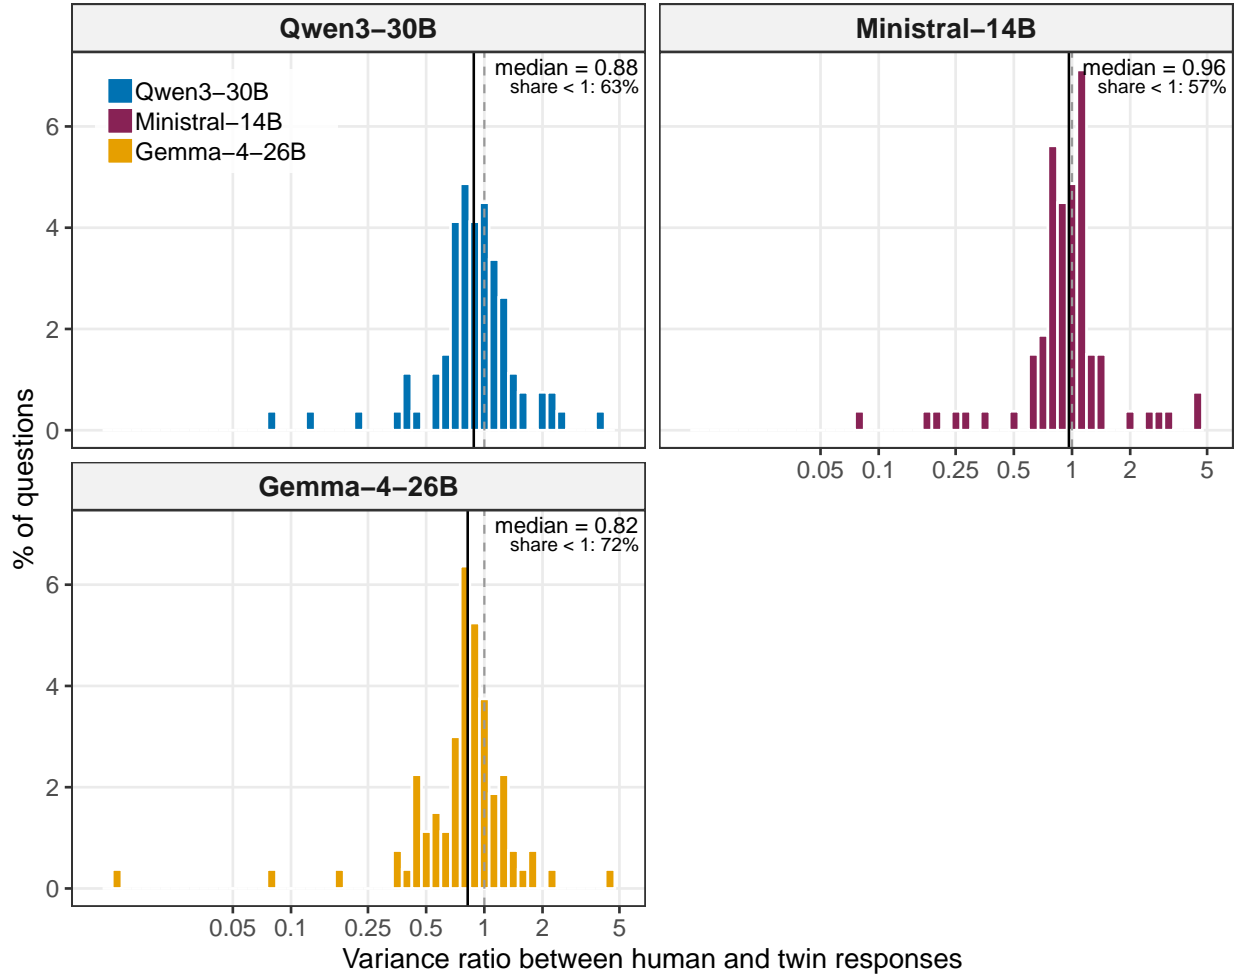 Qwen3−30B
median = 0.88
share < 1: 63%
Qwen3−30B
Ministral−14B
Gemma−4−26B
6
4
2
0
Ministral−14B
median = 0.96
share < 1: 57%
0.05 0.1 0.25 0.5 1 2 5
Gemma−4−26B
median = 0.82
share < 1: 72%
6
4
2
0
0.05 0.1 0.25 0.5 1 2 5
% of questions
Variance ratio between human and twin responses